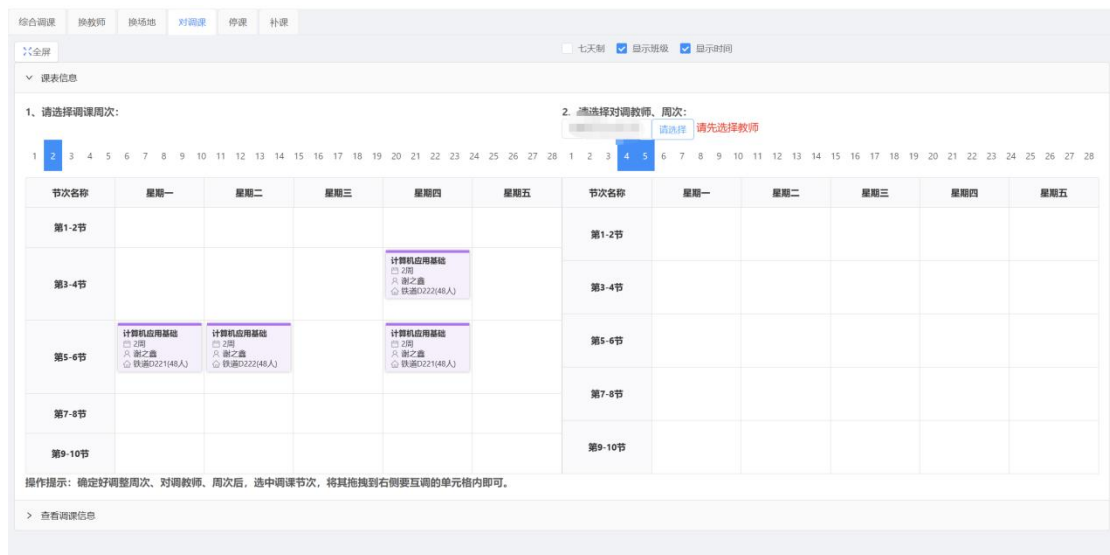 综合调课 换教师 换场地 对调课 停课 补课
全屏 七天制 显示班级 显示时间
课表信息
1、请选择调课周次:
2. 请选择对调教师、周次:
请选择 请先选择教师
1 2 3 4 5 6 7 8 9 10 11 12 13 14 15 16 17 18 19 20 21 22 23 24 25 26 27 28
1 2 3 4 5 6 7 8 9 10 11 12 13 14 15 16 17 18 19 20 21 22 23 24 25 26 27 28
节次名称 星期一 星期二 星期三 星期四 星期五
第1-2节
第3-4节
计算机应用基础
2周
谢之鑫
铁道D222(48人)
第5-6节
计算机应用基础
2周
谢之鑫
铁道D221(48人)
计算机应用基础
2周
谢之鑫
铁道D222(48人)
计算机应用基础
2周
谢之鑫
铁道D221(48人)
第7-8节
第9-10节
节次名称 星期一 星期二 星期三 星期四 星期五
第1-2节
第3-4节
第5-6节
第7-8节
第9-10节
操作提示：确定好调整周次、对调教师、周次后，选中调课节次，将其拖拽到右侧要互调的单元格内即可。
查看调课信息